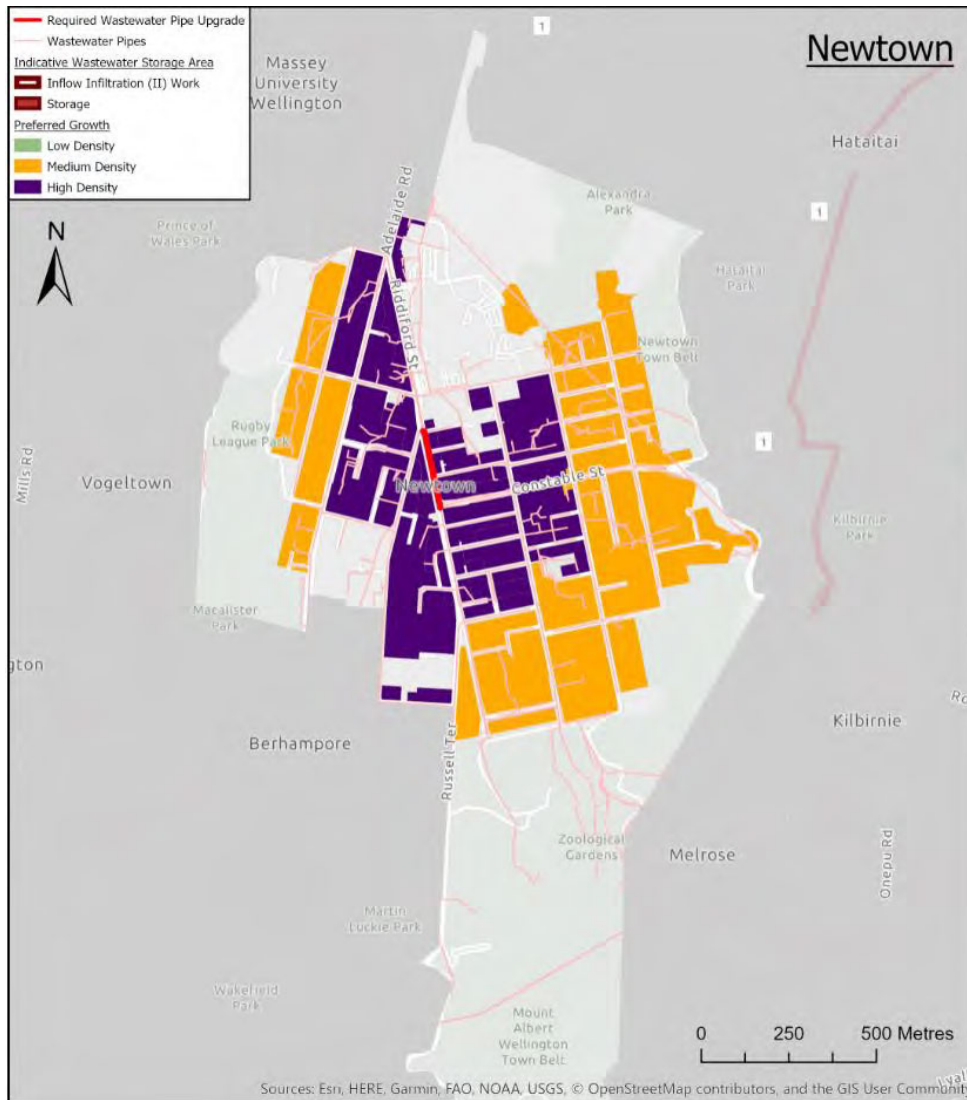 Required Wastewater Pipe Upgrade
Wastewater Pipes
Indicative Wastewater Storage Area
Inflow Infiltration (II) Work
Storage
Preferred Growth
Low Density
Medium Density
High Density
Newtown
1
Massey
University
Wellington
Hataitai
Alexandra
Park
Adelaide Rd
1
Prince of
Wales Park
N
Hataitai
Park
Riddiford St
Newtown
Town Belt
Rugby
League Park
1
Mills Rd
Vogeltown
Newtown
Constable St
Kilbirnie
Park
Macalister
Park
gton
Berhampore
Kilbirnie
Russell Ter
Zoological
Gardens
Melrose
Onepu Rd
Martin
Luckie Park
Wakefield
Park
Mount
Albert
Wellington
Town Belt
0 250 500 Metres
Sources: Esri, HERE, Garmin, FAO, NOAA, USGS, © OpenStreetMap contributors, and the GIS User Community